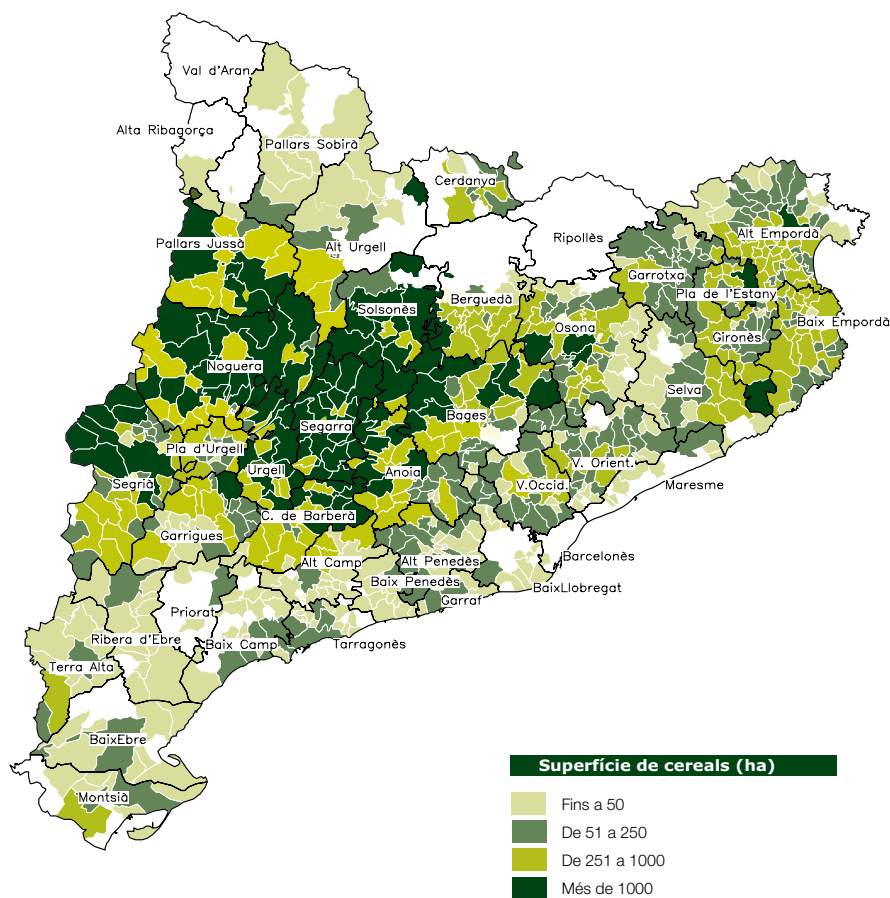 Val d'Aran
Alta Ribagorça
Pallars Sobirà
Cerdanya
Ripollès
Pallars Jussà
Alt Urgell
Alt Empordà
Garrotxa
Pla de l'Estany
Berguedà
Solsonès
Baix Empordà
Osona
Gironès
Noguera
Selva
Bages
Segarra
Pla d'Urgell
Urgell
Anoia
V. Orient.
Segrià
V.Occid.
Maresme
C. de Barberà
Garrigues
Alt Camp
Alt Penedès
Barcelonès
Baix Penedès
BaixLlobregat
Garraf
Priorat
Ribera d'Ebre
Baix Camp
Tarragonès
Terra Alta
BaixEbre
Montsià
Superfície de cereals (ha)
Fins a 50
De 51 a 250
De 251 a 1000
Més de 1000